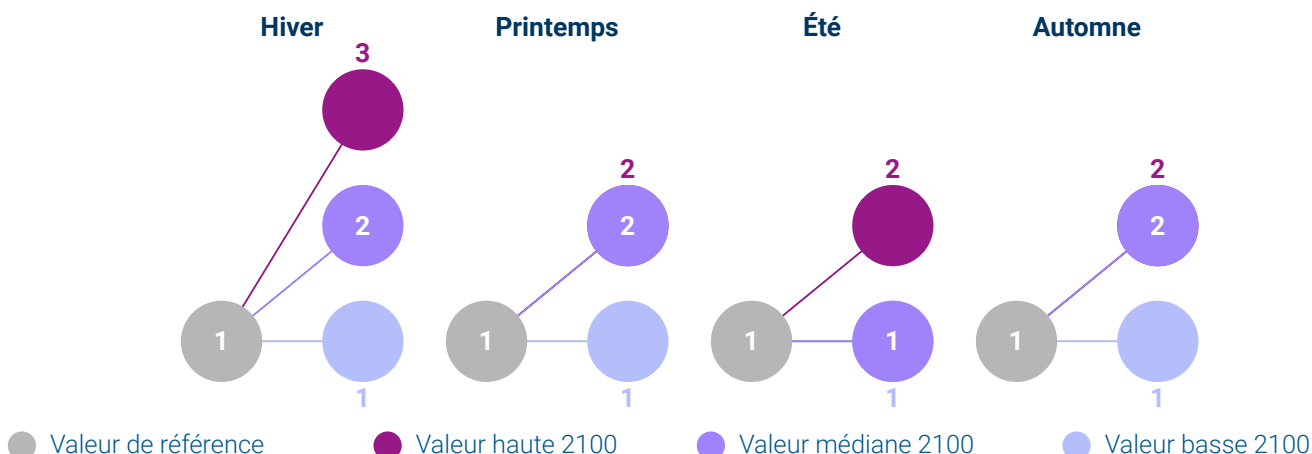 Hiver Printemps Été Automne
3
2 2 2
2 2 2
1 1 1 1 1
1 1 1 1
Valeur de référence Valeur haute 2100 Valeur médiane 2100 Valeur basse 2100